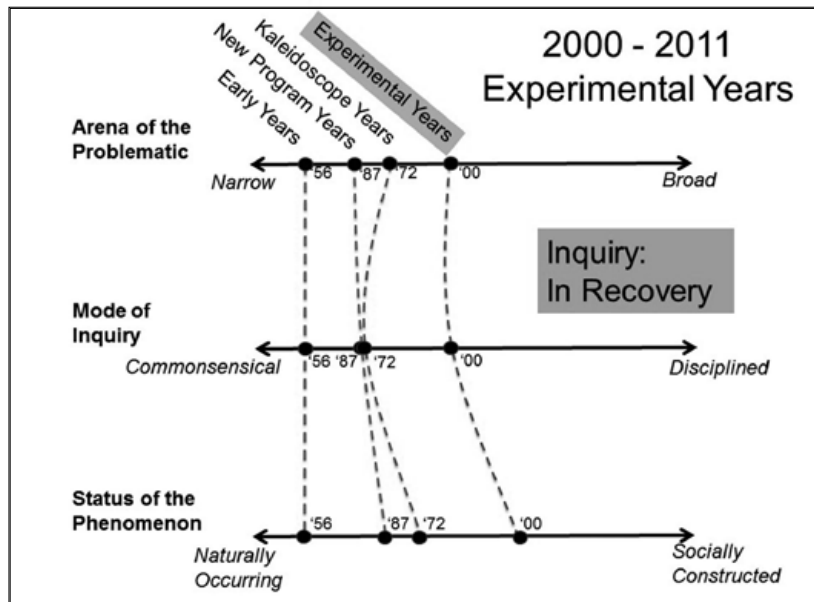 2000 - 2011
Experimental Years
Early Years
New Program Years
Kaleidoscope Years
Experimental Years
Arena of the
Problematic
'56
'87
'72
'00
Narrow
Broad
Inquiry:
In Recovery
Mode of
Inquiry
'56
'87
'72
'00
Commonsensical
Disciplined
Status of the
Phenomenon
'56
'87
'72
'00
Naturally
Occurring
Socially
Constructed